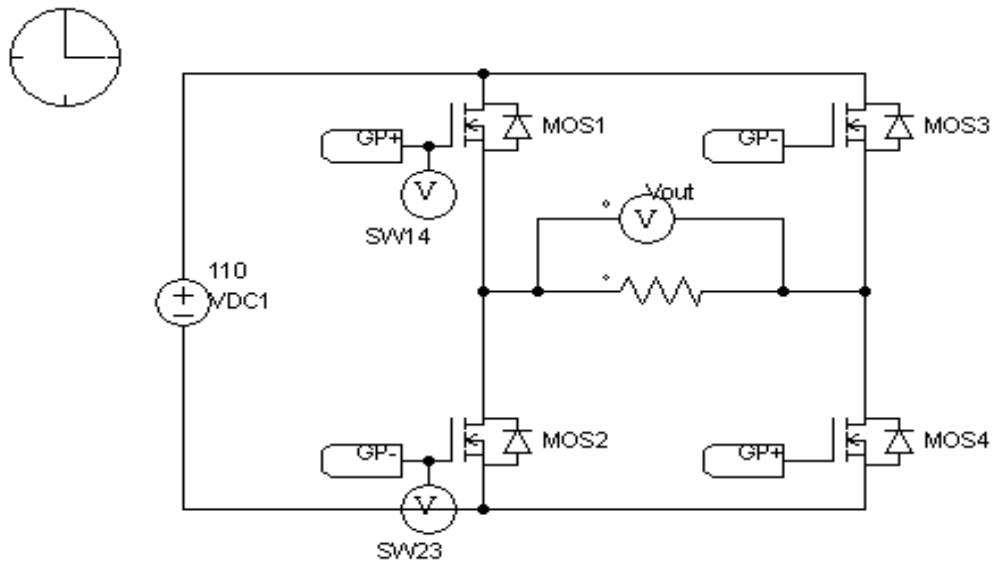 GP+
MOS1
GP-
MOS3
V
SW14
Vout
V
110
VDC1
GP-
MOS2
GP+
MOS4
V
SW23